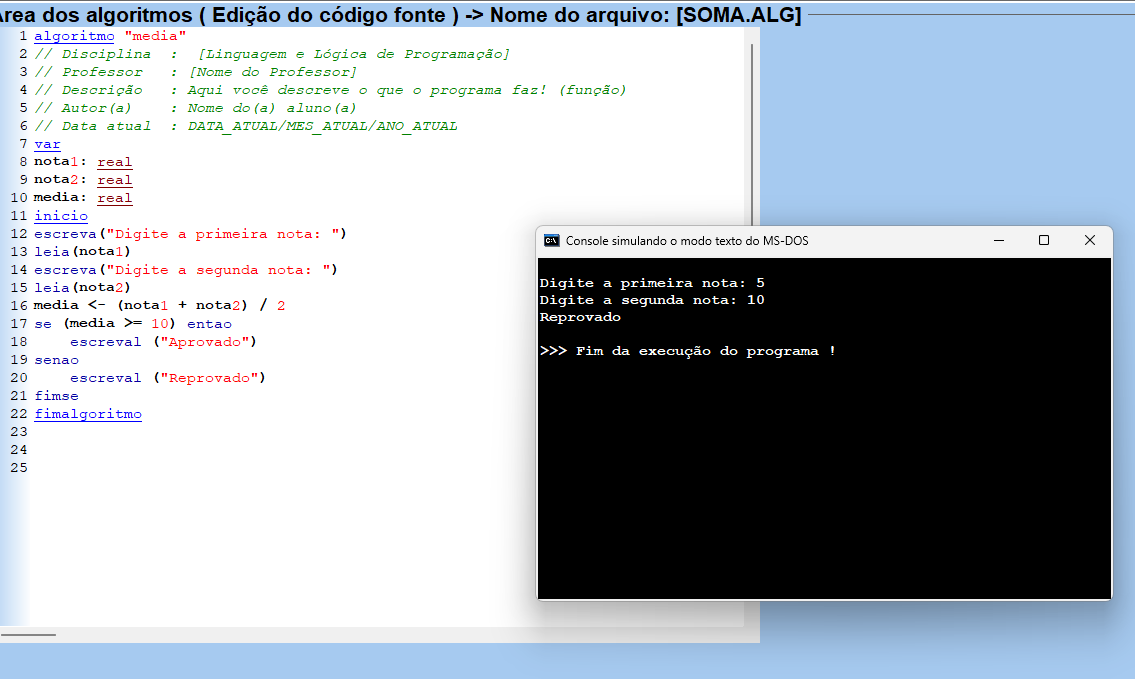 Área dos algoritmos ( Edição do código fonte ) -> Nome do arquivo: [SOMA.ALG]
1 algoritmo "media"
2 // Disciplina  :  [Linguagem e Lógica de Programação]
3 // Professor   : [Nome do Professor]
4 // Descrição   : Aqui você descreve o que o programa faz! (função)
5 // Autor(a)    : Nome do(a) aluno(a)
6 // Data atual  : DATA_ATUAL/MES_ATUAL/ANO_ATUAL
7 var
8 nota1: real
9 nota2: real
10 media: real
11 inicio
12 escreva("Digite a primeira nota: ")
13 leia(nota1)
14 escreva("Digite a segunda nota: ")
15 leia(nota2)
16 media <- (nota1 + nota2) / 2
17 se (media >= 10) entao
18     escreval ("Aprovado")
19 senao
20     escreval ("Reprovado")
21 fimse
22 fimalgoritmo
23
24
25
C:\ Console simulando o modo texto do MS-DOS
Digite a primeira nota: 5
Digite a segunda nota: 10
Reprovado
>>> Fim da execução do programa !